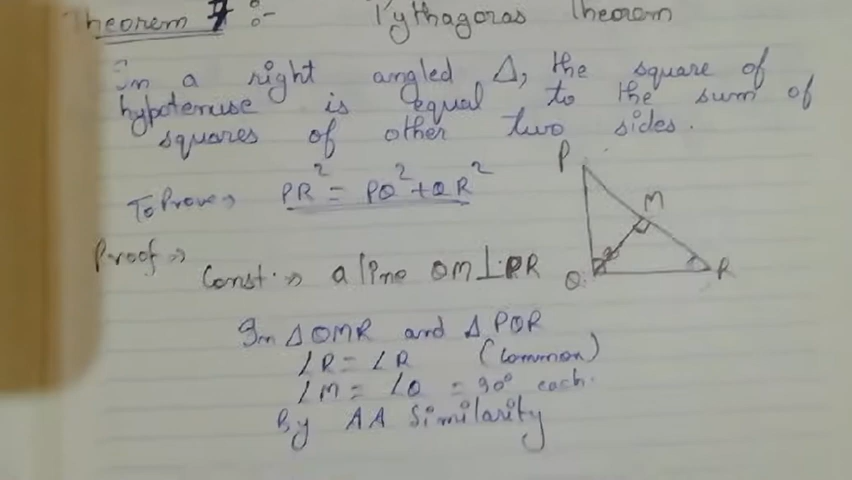 Theorem 7 :- Pythagoras Theorem
In a right angled Δ, the square of
hypotenuse is equal to the sum of
squares of other two sides.
To Prove⇒ PR² = PQ² + QR²
Proof⇒
Const.⇒ a line QM⊥PR
In Δ QMR and Δ PQR
∠R = ∠R (Common)
∠M = ∠Q = 90° each.
By AA Similarity
P
M
Q
R